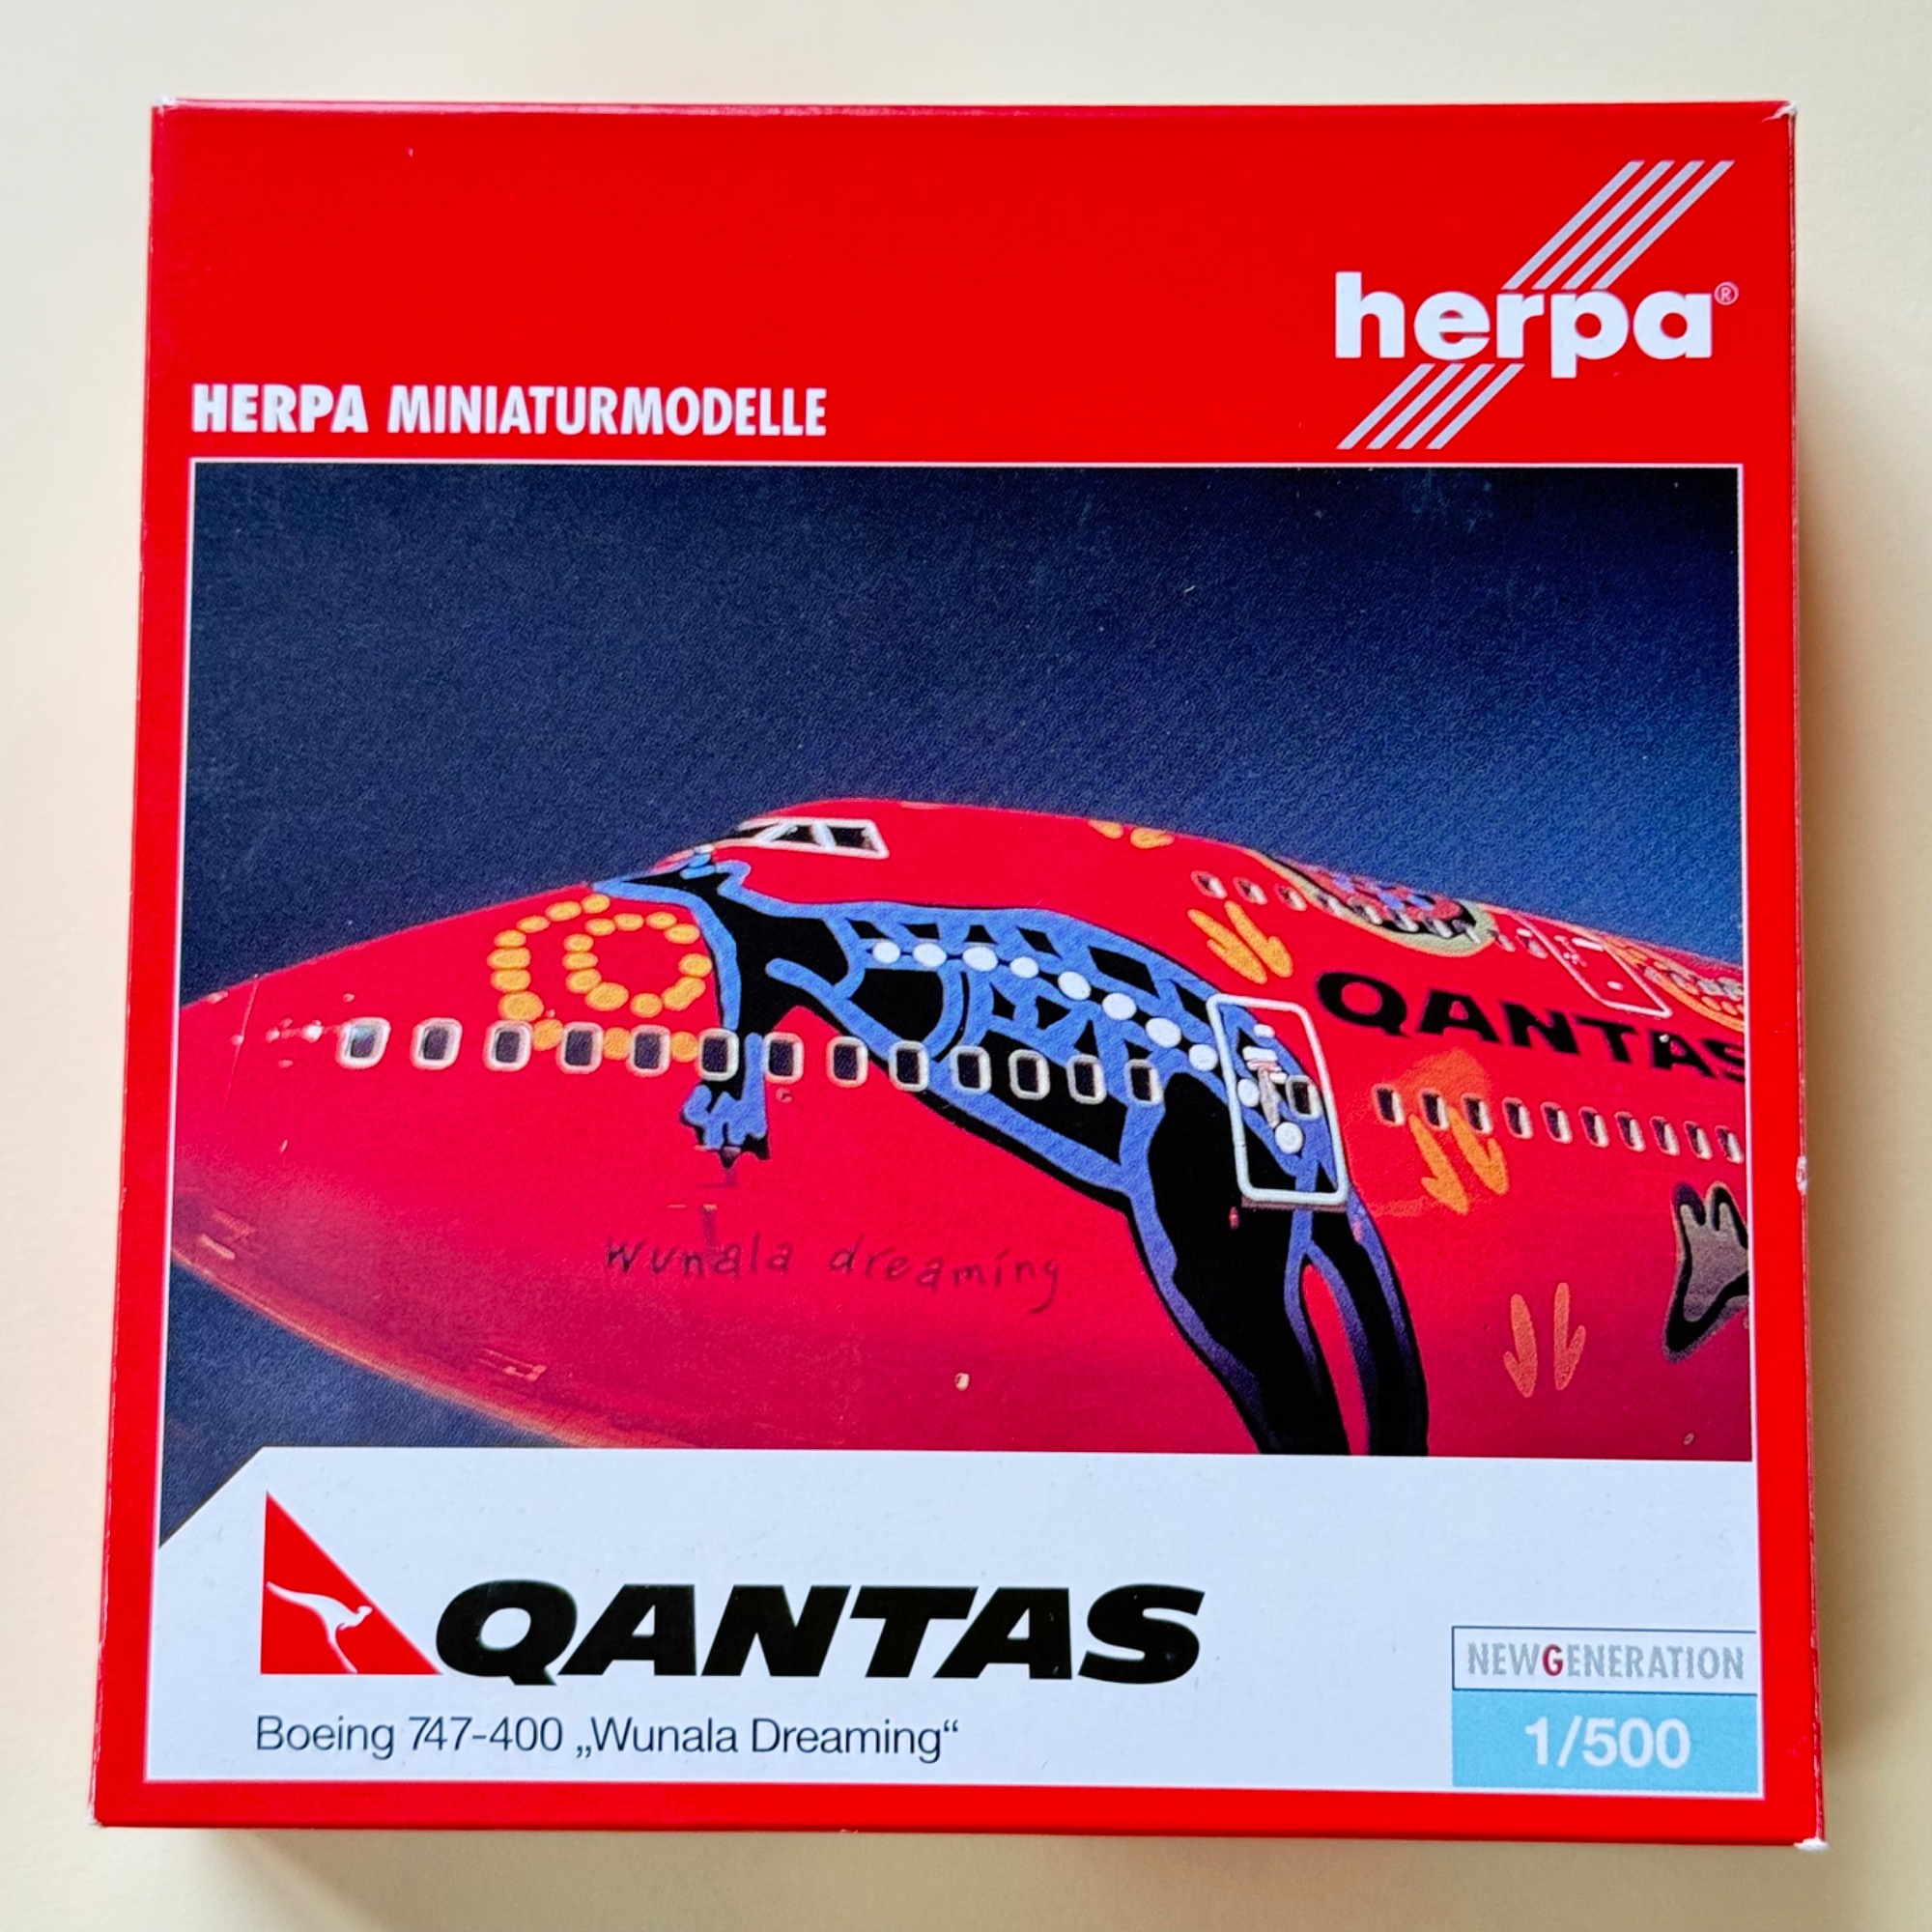 herpa®
HERPA MINIATURMODELLE
QANTAS
wunala dreaming
QANTAS
Boeing 747-400 „Wunala Dreaming“
NEWGENERATION
1/500